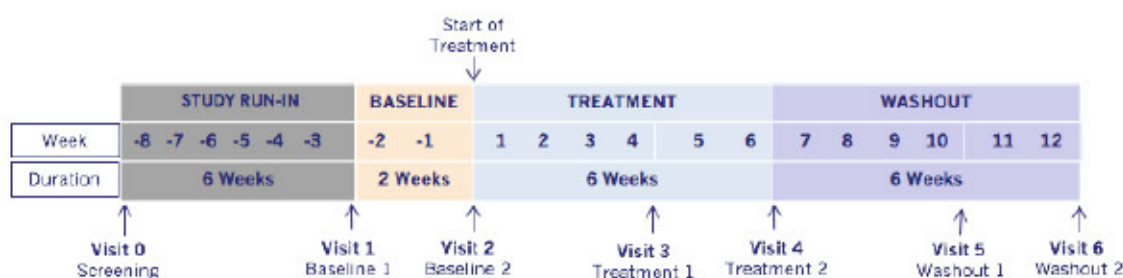 Start of
Treatment
STUDY RUN-IN BASELINE TREATMENT WASHOUT
Week -8 -7 -6 -5 -4 -3 -2 -1 1 2 3 4 5 6 7 8 9 10 11 12
Duration 6 Weeks 2 Weeks 6 Weeks 6 Weeks
Visit 0 Visit 1 Visit 2 Visit 3 Visit 4 Visit 5 Visit 6
Screening Baseline 1 Baseline 2 Treatment 1 Treatment 2 Washout 1 Washout 2